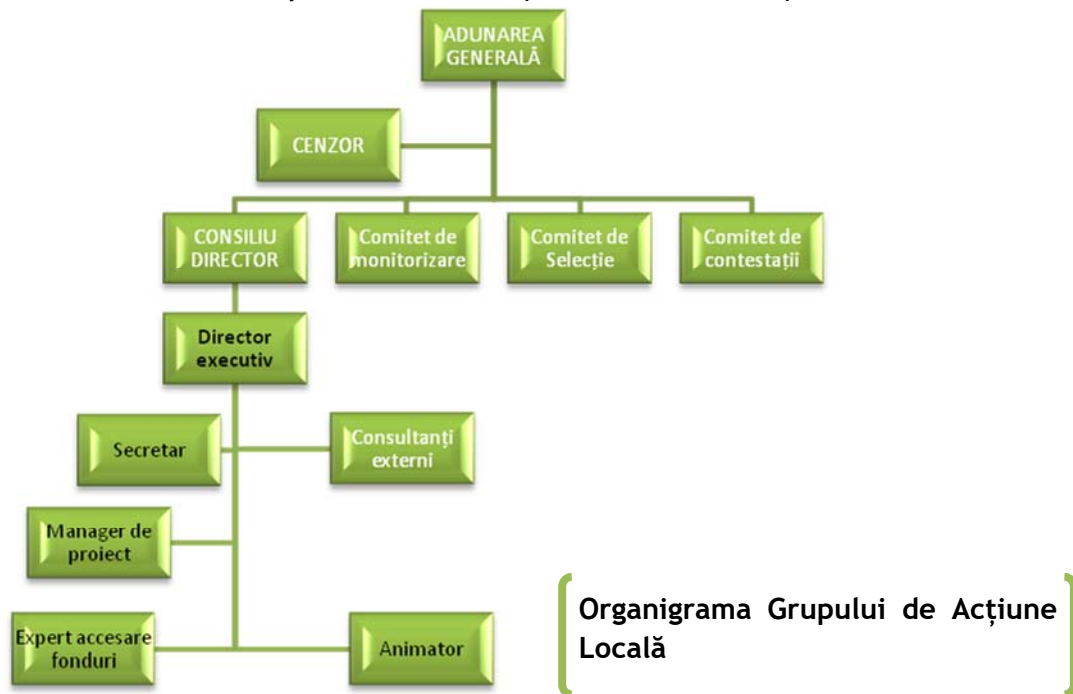 ADUNAREA
GENERALĂ
CENZOR
CONSILIU
DIRECTOR
Comitet de
monitorizare
Comitet de
Selecție
Comitet de
contestații
Director
executiv
Secretar
Consultanți
externi
Manager de
proiect
Expert accesare
fonduri
Animator
Organigrama Grupului de Acțiune
Locală